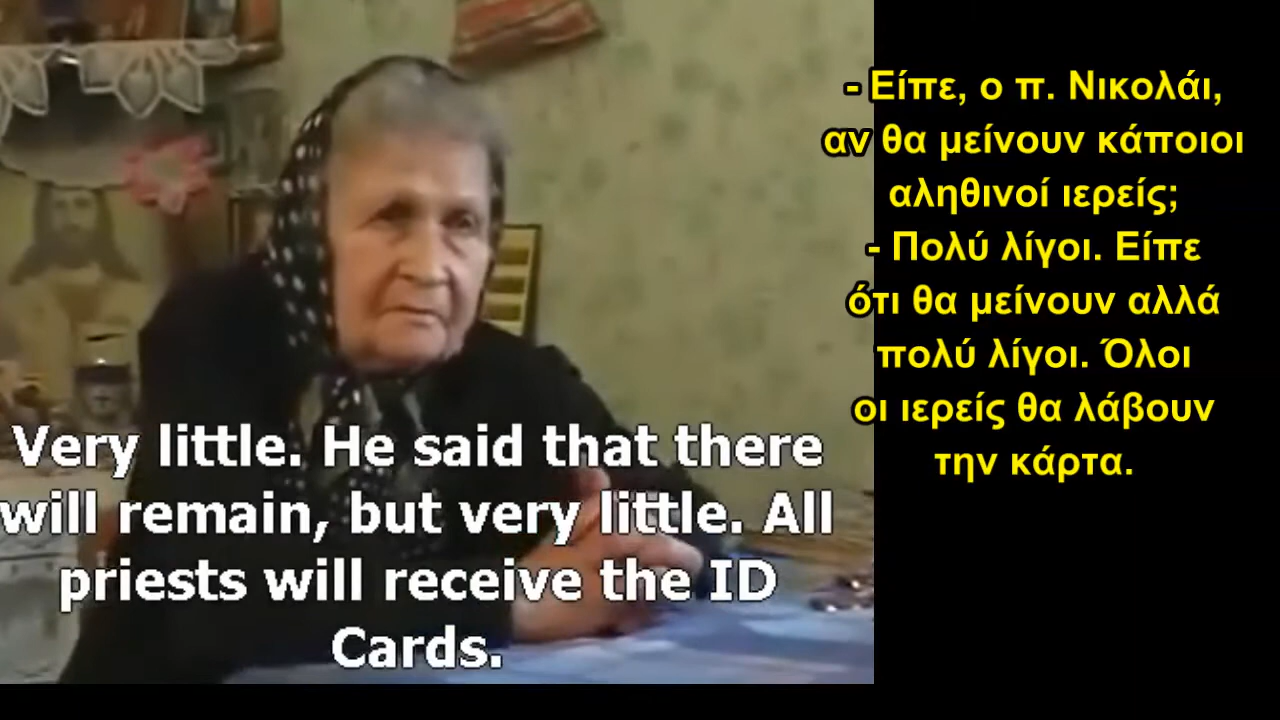 - Είπε, ο π. Νικολάι,
αν θα μείνουν κάποιοι
αληθινοί ιερείς;
- Πολύ λίγοι. Είπε
ότι θα μείνουν αλλά
πολύ λίγοι. Όλοι
οι ιερείς θα λάβουν
την κάρτα.
Very little. He said that there
will remain, but very little. All
priests will receive the ID
Cards.